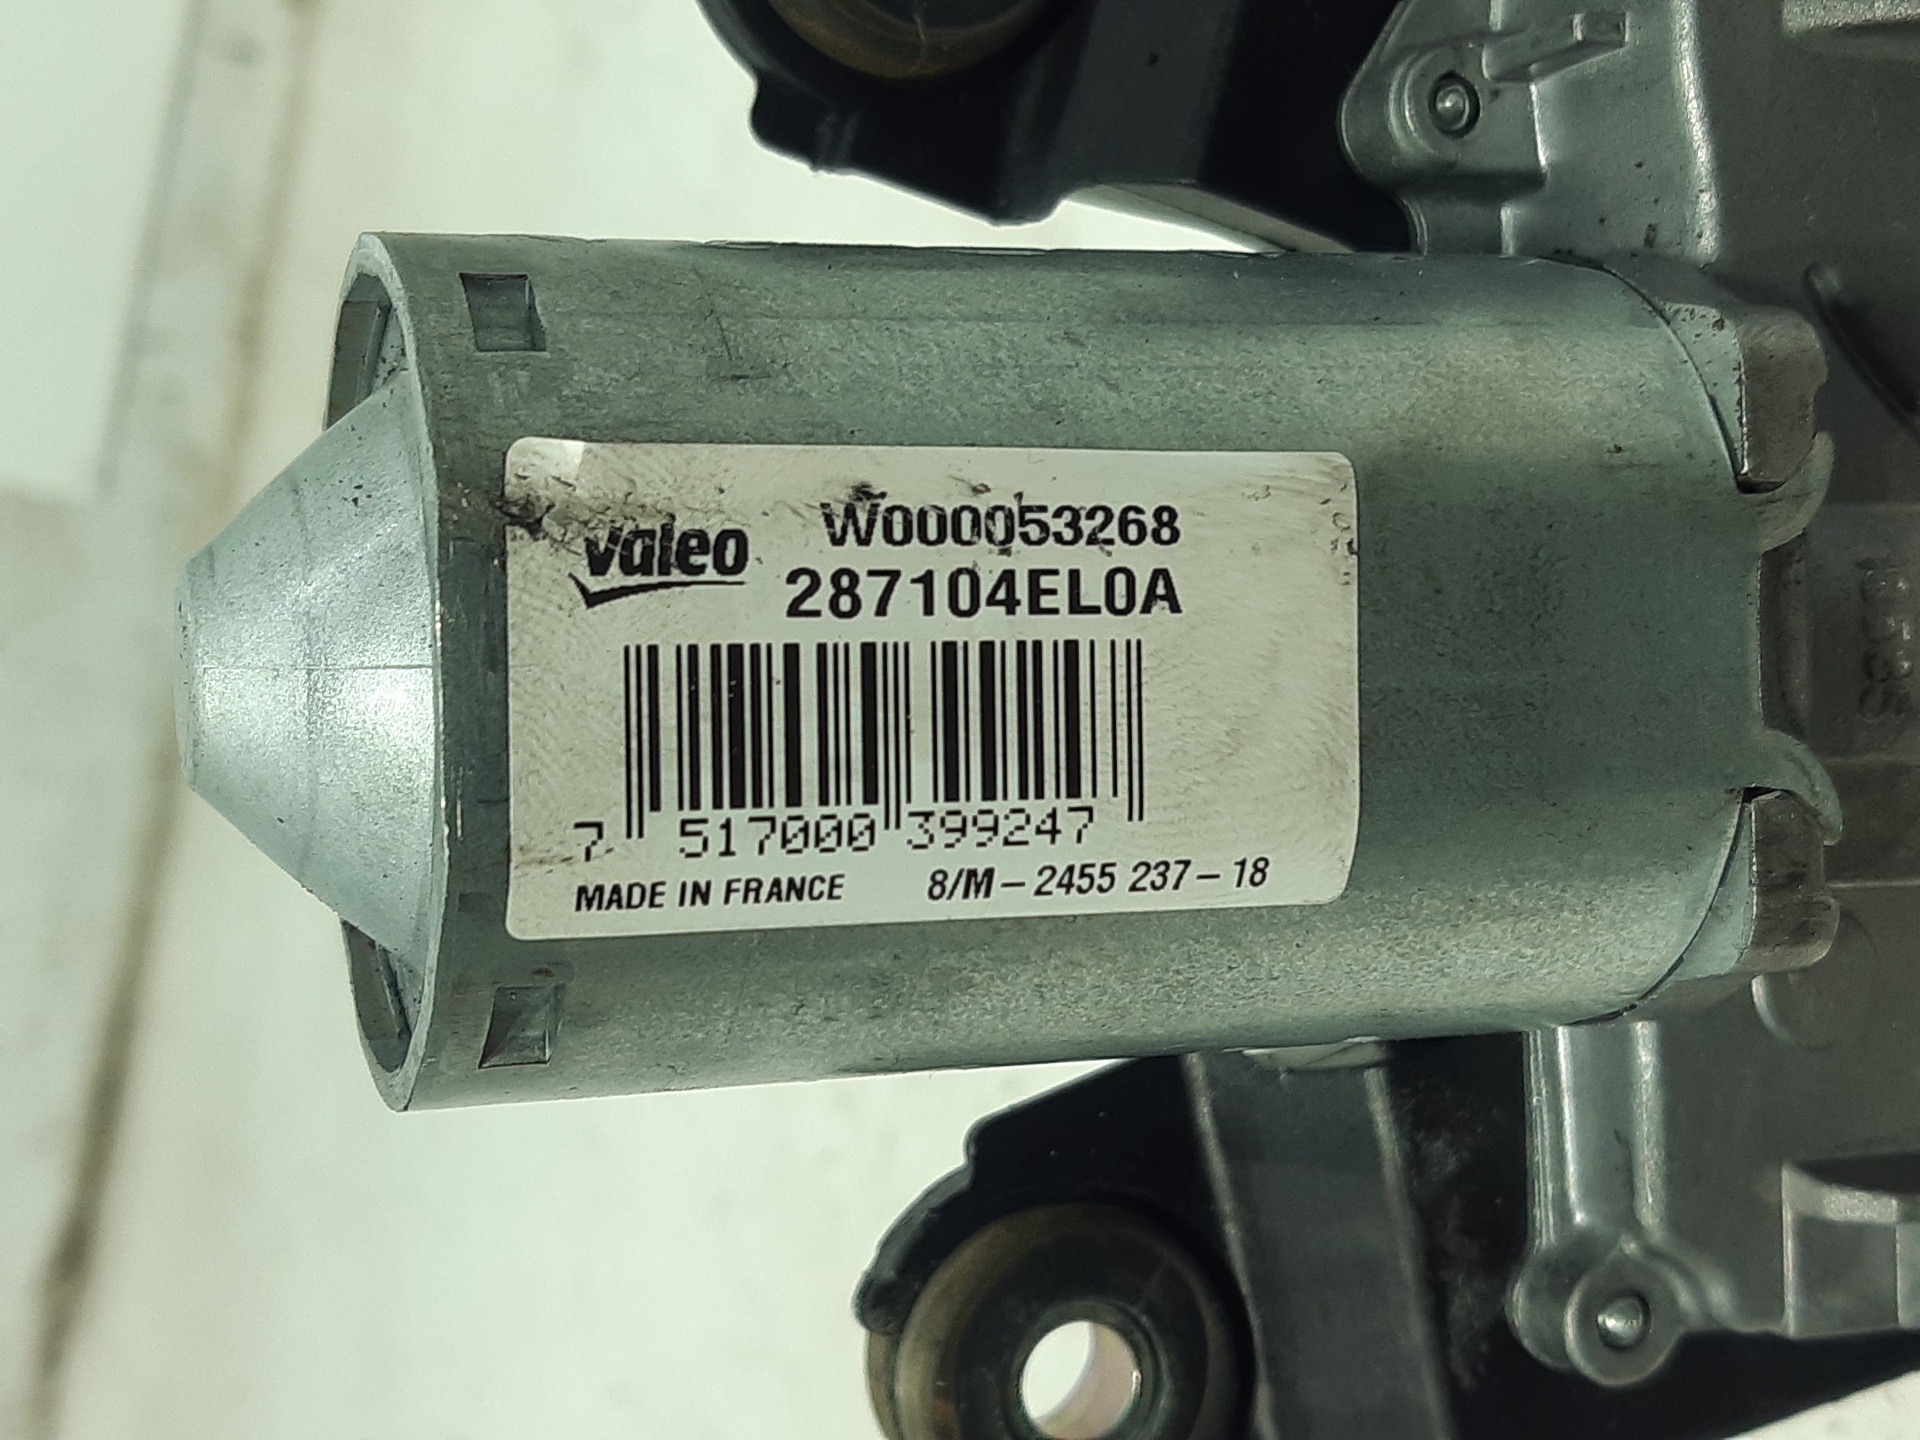 W000053268
valeo
287104EL0A
7 517000 399247
MADE IN FRANCE 8/M-2455 237-18